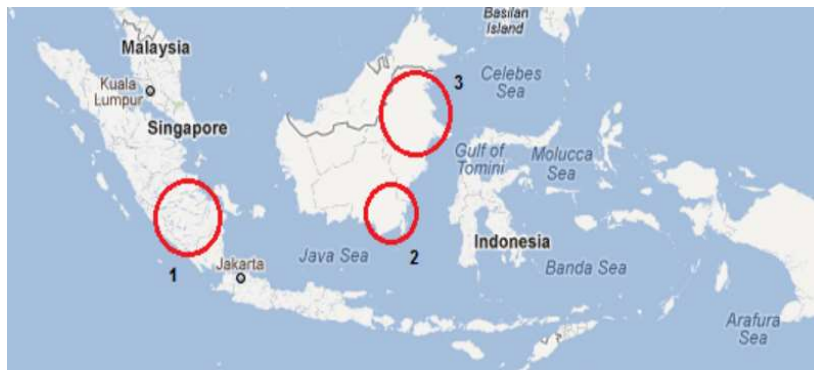 Basilan
Island
Malaysia
Kuala
Lumpur
Celebes
Sea
3
Singapore
Gulf of
Tomini
Molucca
Sea
Indonesia
Java Sea
2
Jakarta
1
Banda Sea
Arafura
Sea